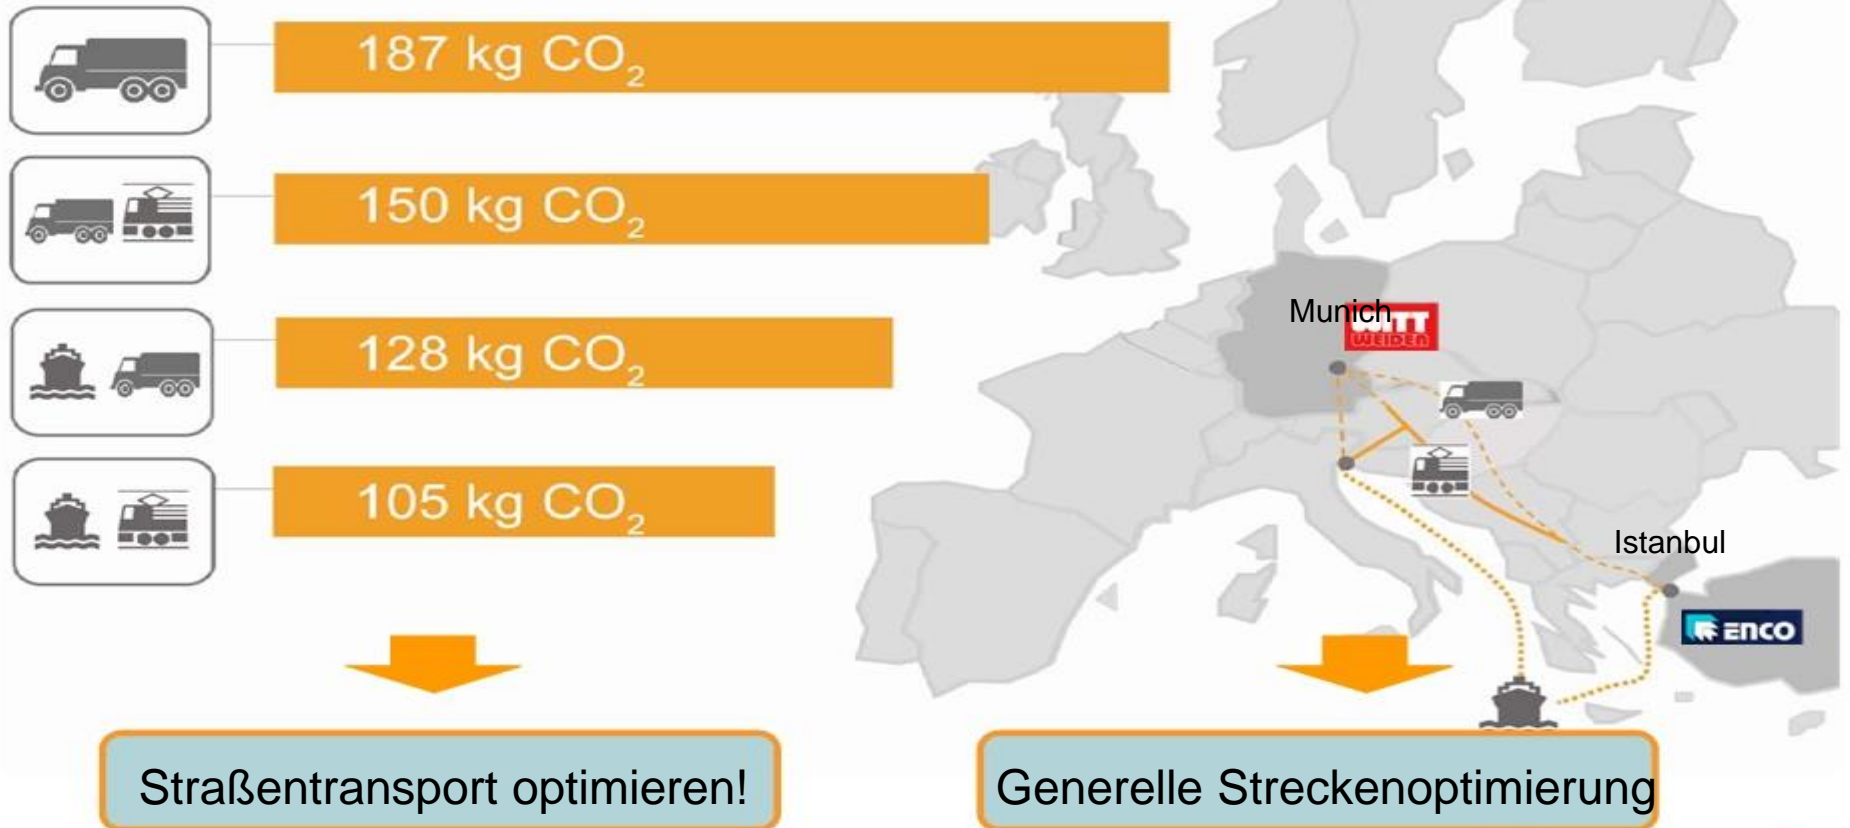 187 kg CO₂
150 kg CO₂
128 kg CO₂
105 kg CO₂
Munich
WITT
WEIDEN
Istanbul
ENCO
Straßentransport optimieren!
Generelle Streckenoptimierung